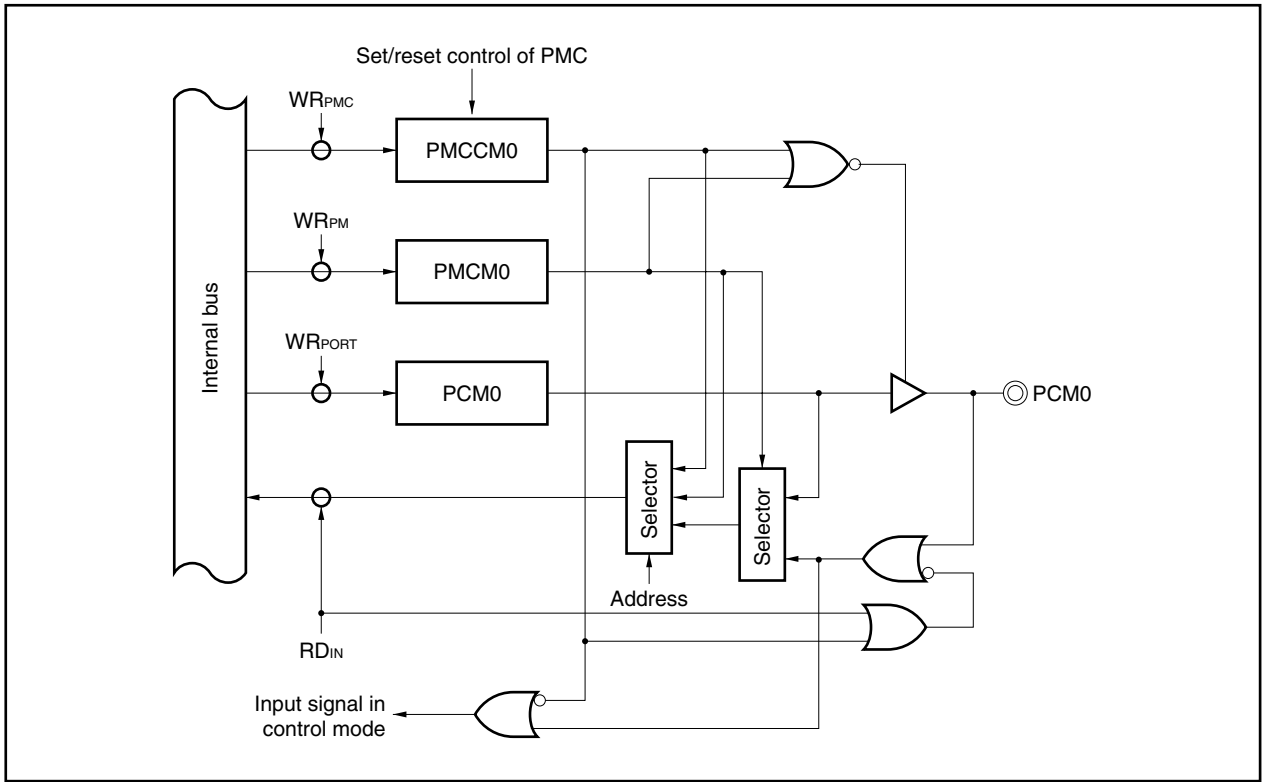 Set/reset control of PMC
WRPMC
PMCCM0
WRPM
PMCM0
Internal bus
WRPORT
PCM0
PCM0
Selector
Selector
Address
RDIN
Input signal in
control mode